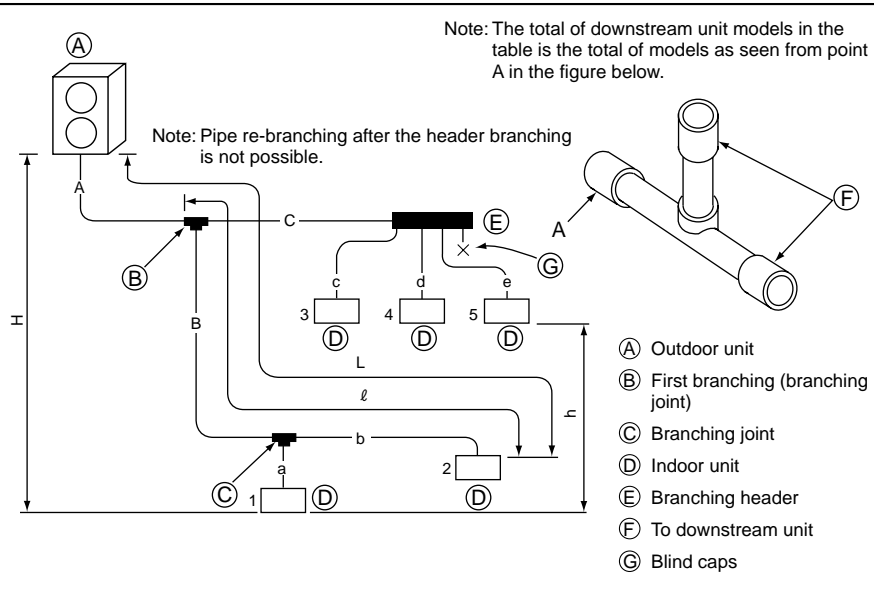 Note: The total of downstream unit models in the
table is the total of models as seen from point
A in the figure below.
Ⓐ
Note: Pipe re-branching after the header branching
is not possible.
A
C
Ⓔ
Ⓑ
Ⓖ
A
Ⓕ
c
d
e
3
4
5
Ⓓ
Ⓓ
Ⓓ
H
B
L
ℓ
h
b
a
2
Ⓒ
1
Ⓓ
Ⓓ
Ⓐ Outdoor unit
Ⓑ First branching (branching
joint)
Ⓒ Branching joint
Ⓓ Indoor unit
Ⓔ Branching header
Ⓕ To downstream unit
Ⓖ Blind caps